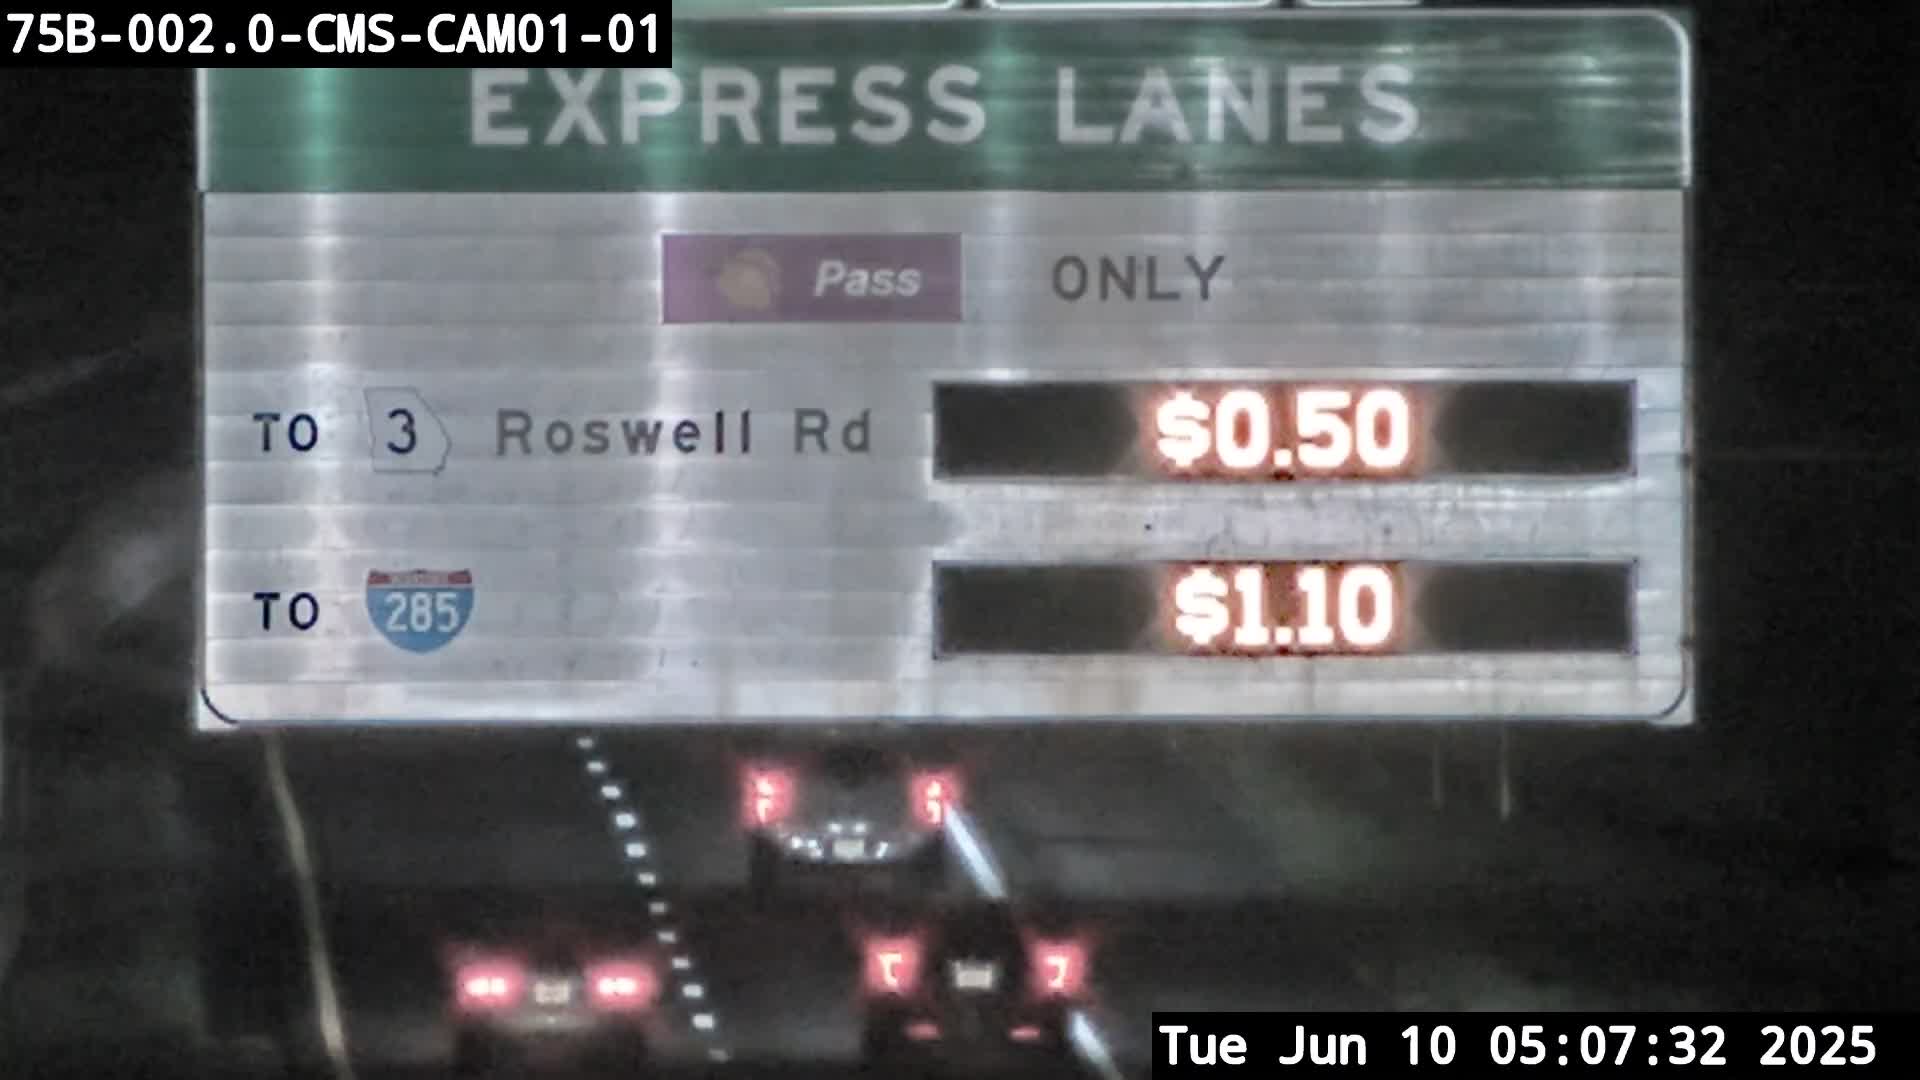 75B-002.0-CMS-CAM01-01
EXPRESS LANES
Pass ONLY
TO 3 Roswell Rd $0.50
TO 285 $1.10
Tue Jun 10 05:07:32 2025